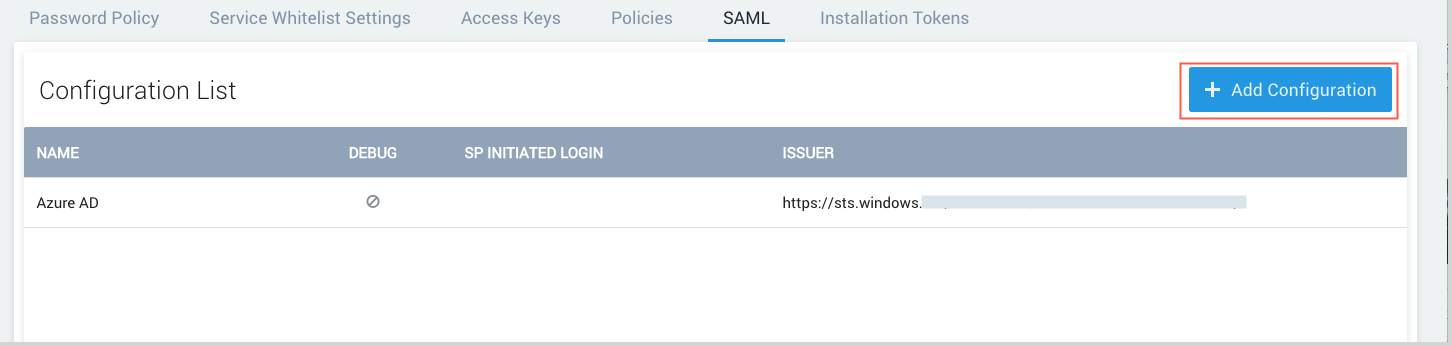 Password Policy Service Whitelist Settings Access Keys Policies SAML Installation Tokens
Configuration List
+ Add Configuration
NAME DEBUG SP INITIATED LOGIN ISSUER
Azure AD https://sts.windows.